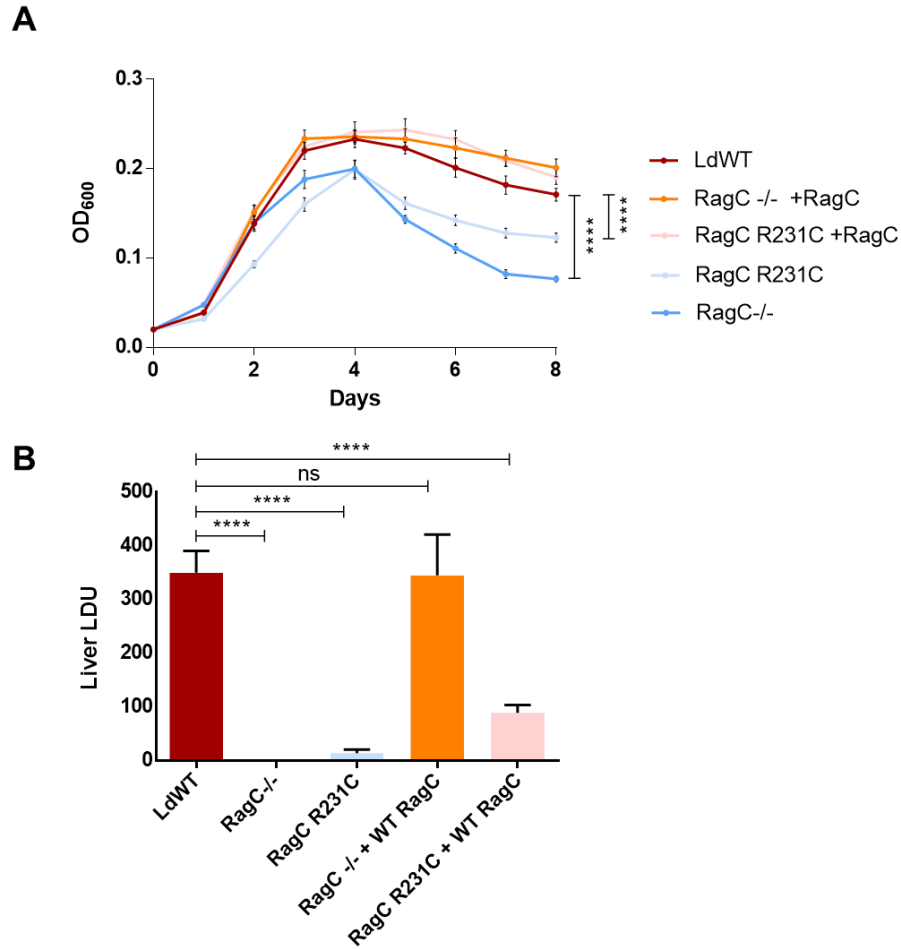 A
0.3
0.2
0.1
0.0
OD600
0 2 4 6 8
Days
****
****
LdWT
RagC -/- +RagC
RagC R231C +RagC
RagC R231C
RagC-/-
B
****
ns
****
****
500
400
300
200
100
0
Liver LDU
LdWT
RagC-/-
RagC R231C
RagC -/- + WT RagC
RagC R231C + WT RagC